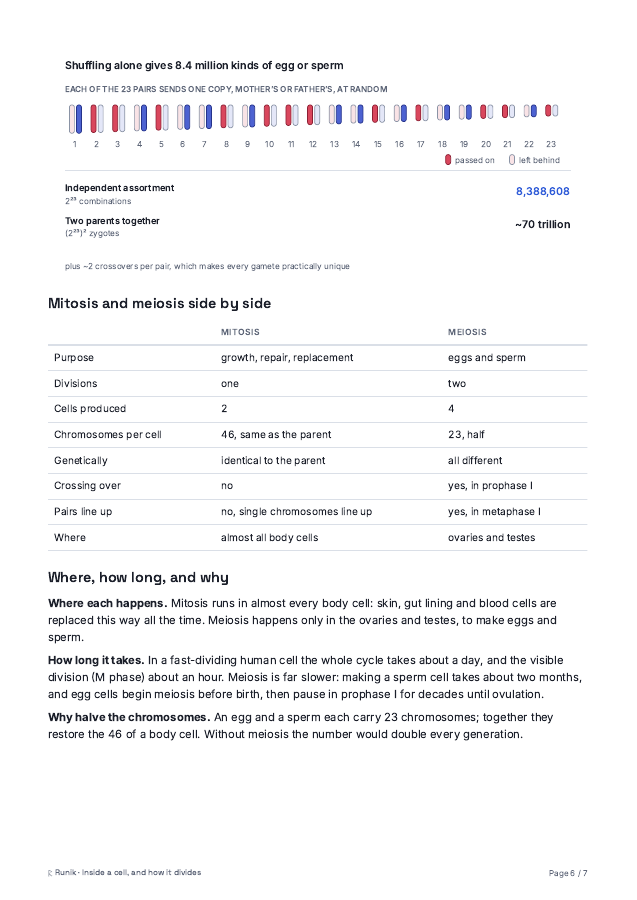 Shuffling alone gives 8.4 million kinds of egg or sperm
EACH OF THE 23 PAIRS SENDS ONE COPY, MOTHER'S OR FATHER'S, AT RANDOM
1 2 3 4 5 6 7 8 9 10 11 12 13 14 15 16 17 18 19 20 21 22 23
passed on left behind
Independent assortment 8,388,608
2²³ combinations
Two parents together ~70 trillion
(2²³)² zygotes
plus ~2 crossovers per pair, which makes every gamete practically unique
Mitosis and meiosis side by side
MITOSIS MEIOSIS
Purpose growth, repair, replacement eggs and sperm
Divisions one two
Cells produced 2 4
Chromosomes per cell 46, same as the parent 23, half
Genetically identical to the parent all different
Crossing over no yes, in prophase I
Pairs line up no, single chromosomes line up yes, in metaphase I
Where almost all body cells ovaries and testes
Where, how long, and why
Where each happens. Mitosis runs in almost every body cell: skin, gut lining and blood cells are
replaced this way all the time. Meiosis happens only in the ovaries and testes, to make eggs and
sperm.
How long it takes. In a fast-dividing human cell the whole cycle takes about a day, and the visible
division (M phase) about an hour. Meiosis is far slower: making a sperm cell takes about two months,
and egg cells begin meiosis before birth, then pause in prophase I for decades until ovulation.
Why halve the chromosomes. An egg and a sperm each carry 23 chromosomes; together they
restore the 46 of a body cell. Without meiosis the number would double every generation.
Runik · Inside a cell, and how it divides Page 6 / 7